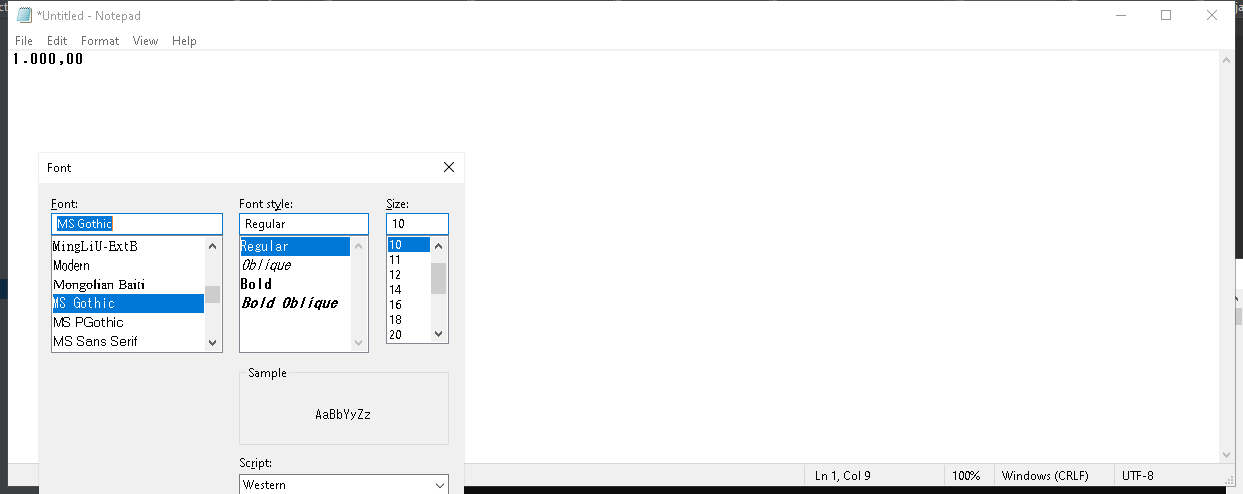 *Untitled - Notepad
File Edit Format View Help
1.000,00
Font
Font: Font style: Size:
MS Gothic Regular 10
MingLiU-ExtB Regular 10
Modern Oblique 11
Mongolian Baiti Bold 12
MS Gothic Bold Oblique 14
MS PGothic 16
MS Sans Serif 18
20
Sample
AaBbYyZz
Script:
Western
Ln 1, Col 9 100% Windows (CRLF) UTF-8